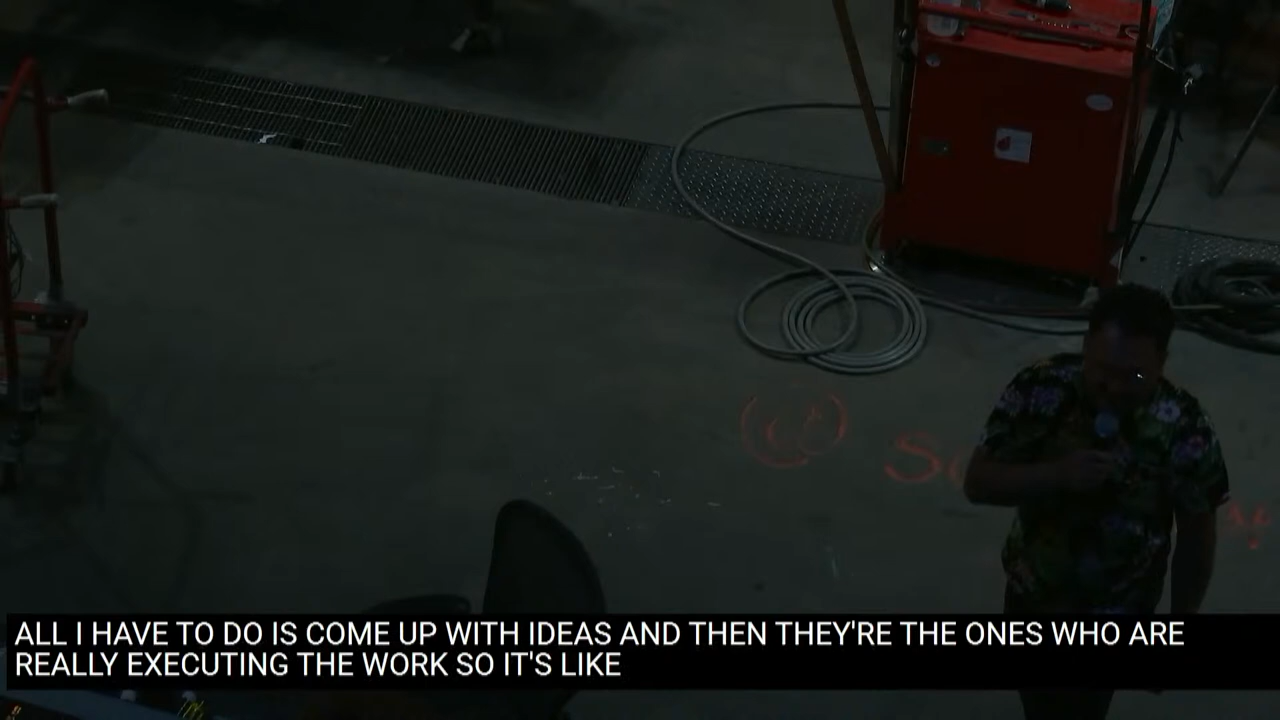 ALL I HAVE TO DO IS COME UP WITH IDEAS AND THEN THEY'RE THE ONES WHO ARE
REALLY EXECUTING THE WORK SO IT'S LIKE